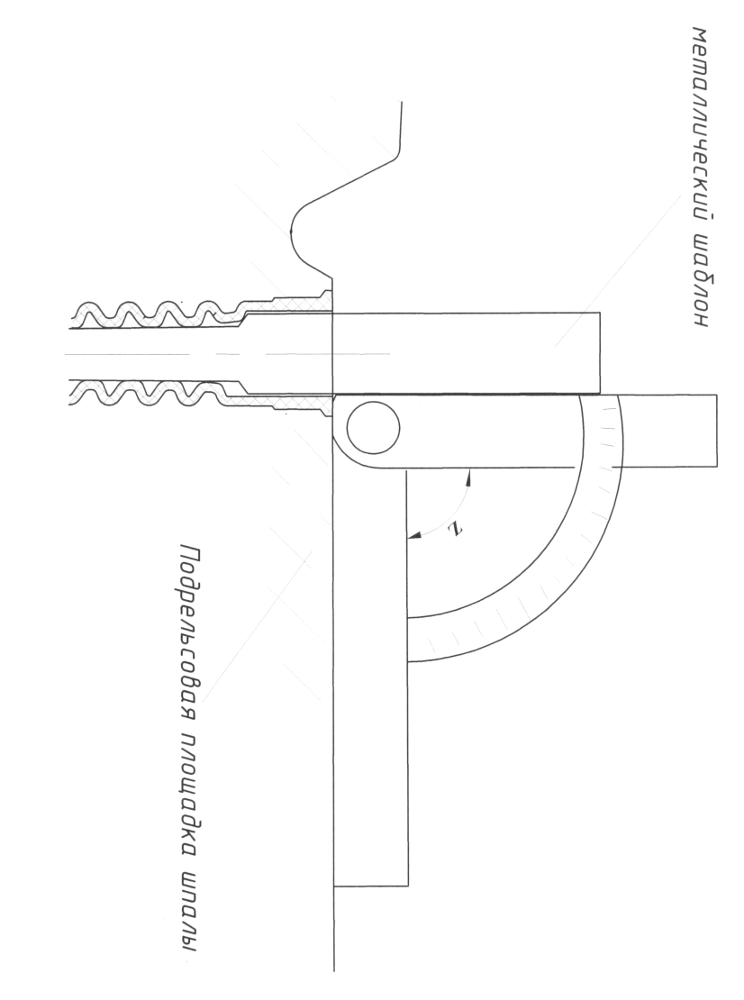 металлический шаблон
z
Подрельсовая площадка шпалы